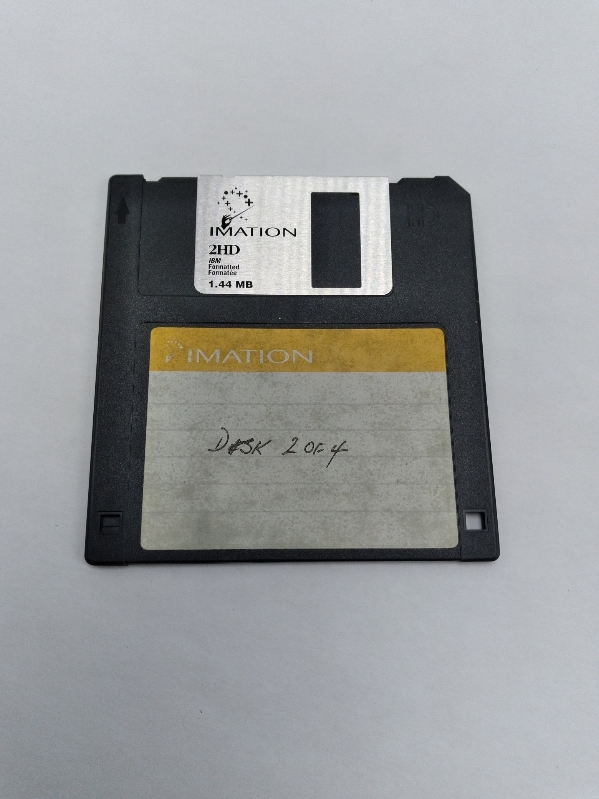 IMATION
2HD
IBM
Formatted
Formatée
1.44 MB
IMATION
DISK 2 OF 4